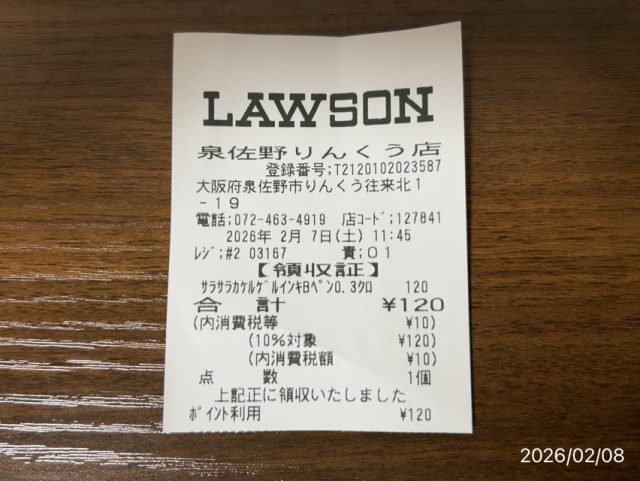 LAWSON
泉佐野りんくう店
登録番号;T2120102023587
大阪府泉佐野市りんくう往来北1
-19
電話;072-463-4919 店コード;127841
2026年 2月 7日(土) 11:45
レジ;#2 03167 責;01
【領収証】
サラサラカケルゲルインキBペン0.3クロ 120
合 計 ¥120
(内消費税等 ¥10)
(10%対象 ¥120)
(内消費税額 ¥10)
点 数 1個
上記正に領収いたしました
ポイント利用 ¥120
2026/02/08